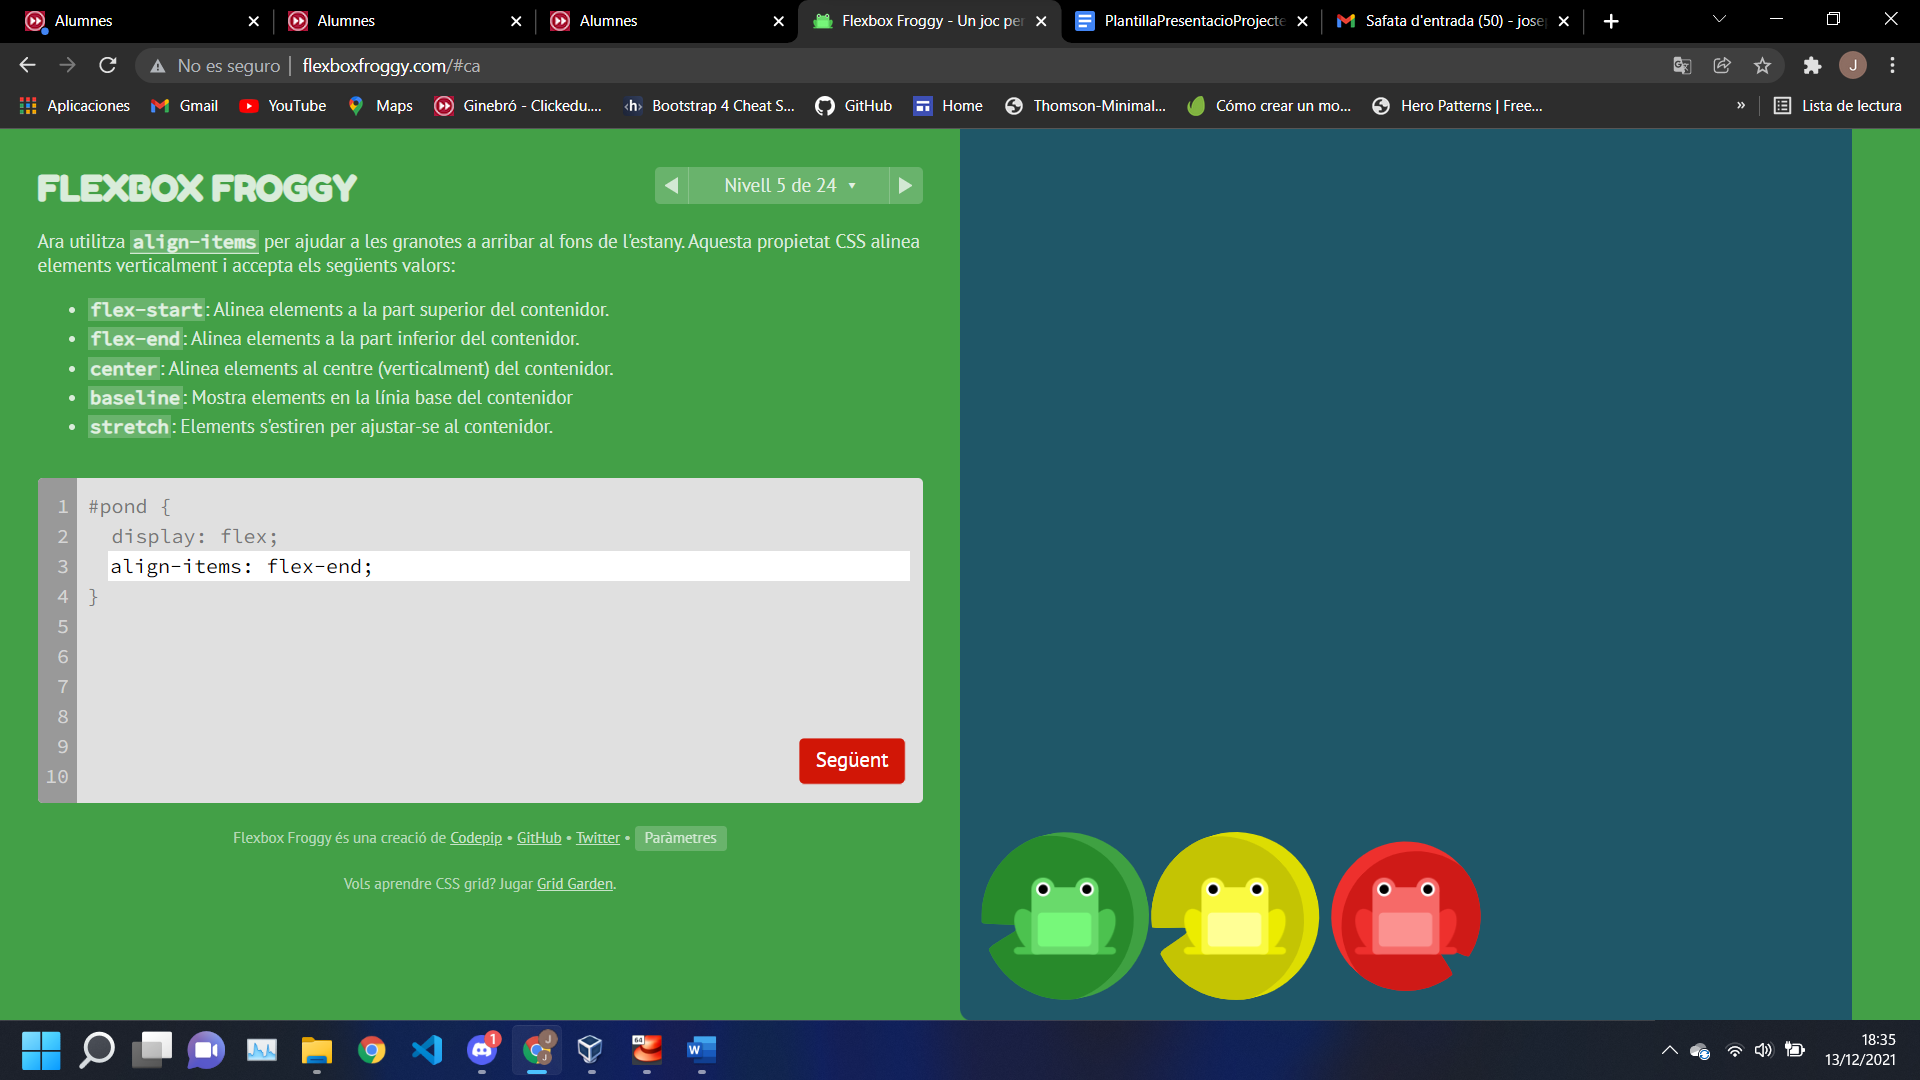 Alumnes
Alumnes
Alumnes
Flexbox Froggy - Un joc per
PlantillaPresentacioProjecte
Safata d'entrada (50) - josep
No es seguro
flexboxfroggy.com/#ca
J
Aplicaciones
Gmail
YouTube
Maps
Ginebró - Clickedu....
Bootstrap 4 Cheat S...
GitHub
Home
Thomson-Minimal...
Cómo crear un mo...
Hero Patterns | Free...
»
Lista de lectura
FLEXBOX FROGGY
Nivell 5 de 24
Ara utilitza align-items per ajudar a les granotes a arribar al fons de l'estany. Aquesta propietat CSS alinea
elements verticalment i accepta els següents valors:
• flex-start: Alinea elements a la part superior del contenidor.
• flex-end: Alinea elements a la part inferior del contenidor.
• center: Alinea elements al centre (verticalment) del contenidor.
• baseline: Mostra elements en la línia base del contenidor
• stretch: Elements s'estiren per ajustar-se al contenidor.
1 #pond {
2 display: flex;
3 align-items: flex-end;
4 }
5
6
7
8
9
10
Següent
Flexbox Froggy és una creació de Codepip • GitHub • Twitter • Paràmetres
Vols aprendre CSS grid? Jugar Grid Garden.
1
J
J
64
W
18:35
13/12/2021